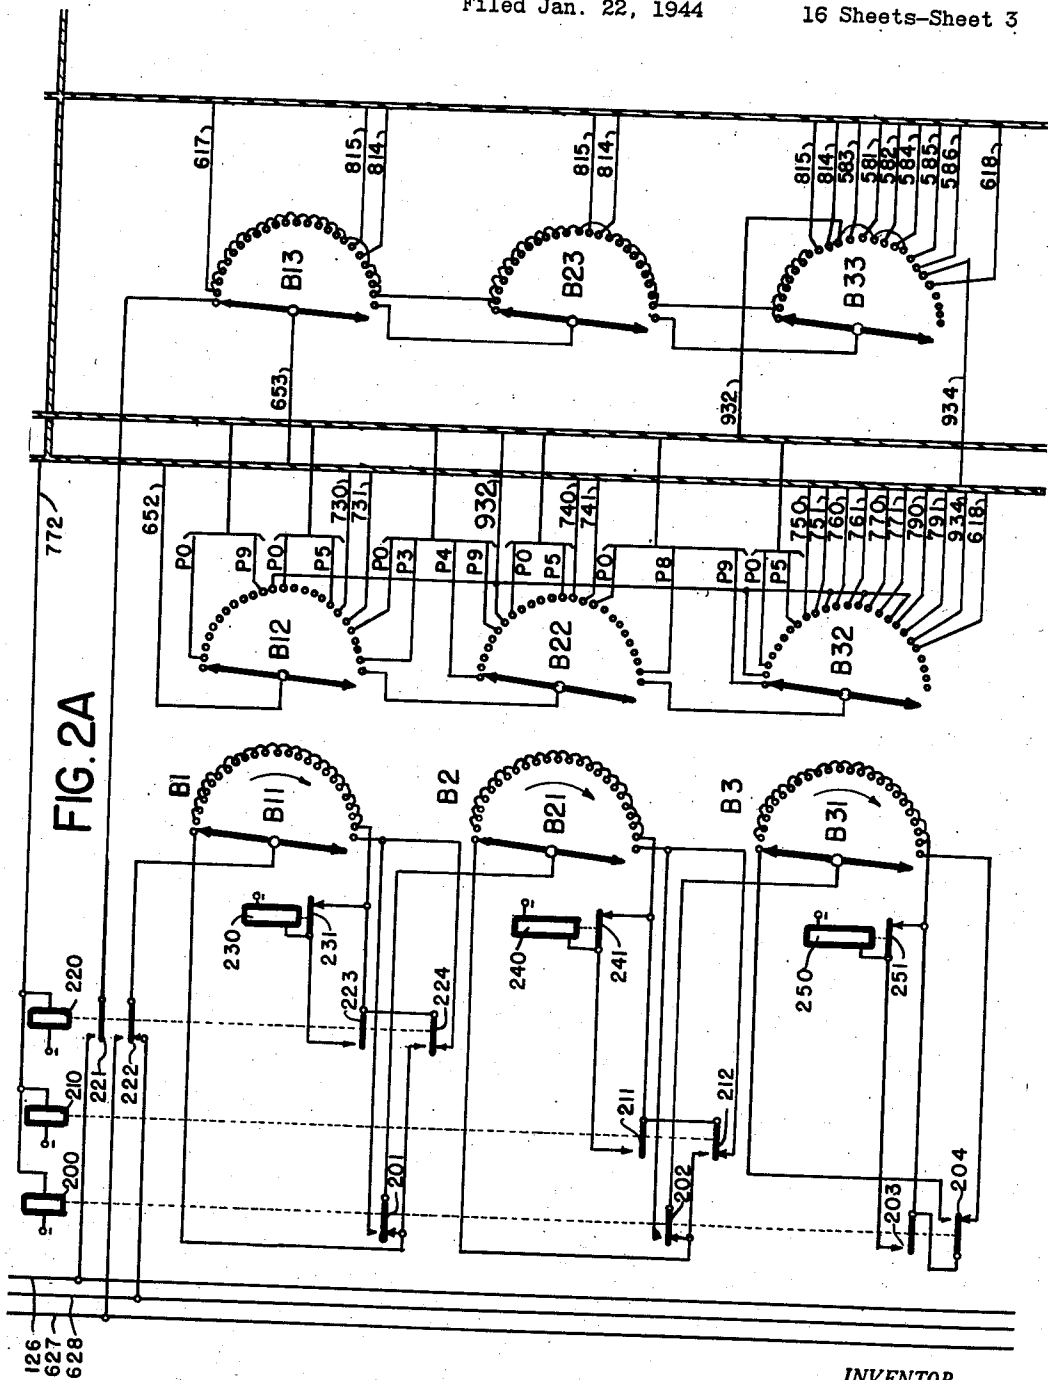 Filed Jan. 22, 1944
16 Sheets-Sheet 3
617
815
814
815
814
815
814
583
581
582
584
585
586
618
B13
B23
B33
653
932
934
772
652
P0
P9
P0
P5
730
731
P0
P3
P4
P9
932
P0
P5
740
741
P0
P8
P9
P0
P5
750
751
760
761
770
771
790
791
934
618
B12
B22
B32
FIG.2A
B1
B11
B2
B21
B3
B31
230
231
223
224
240
241
250
251
220
221
222
210
211
212
200
201
202
203
204
126
627
628
INVENTOR